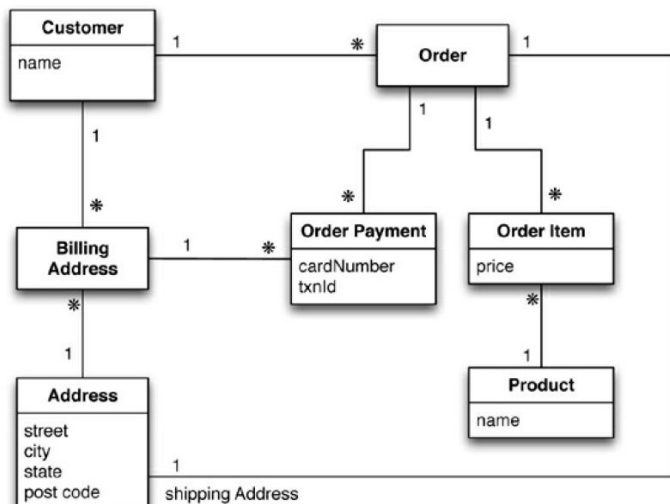 Customer
name
1
*
Order
1
1
*
Billing
Address
1
*
*
1
1
*
Order Payment
cardNumber
txnId
1
*
Order Item
price
*
1
Product
name
Address
street
city
state
post code
1
shipping Address
1